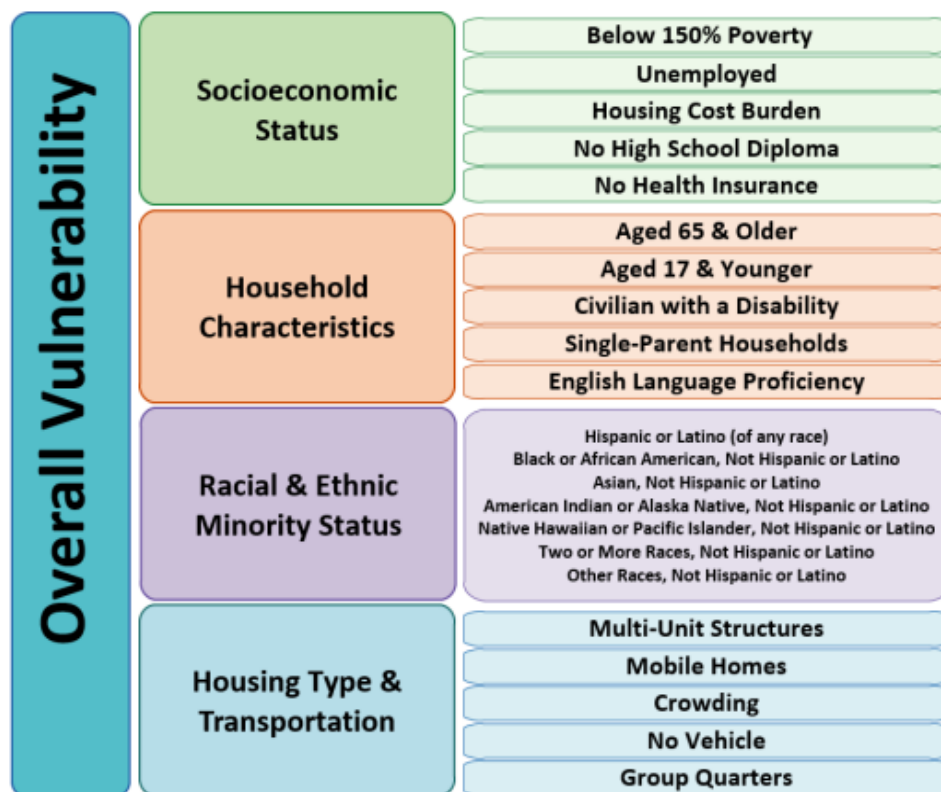 Overall Vulnerability
Socioeconomic
Status
Below 150% Poverty
Unemployed
Housing Cost Burden
No High School Diploma
No Health Insurance
Household
Characteristics
Aged 65 & Older
Aged 17 & Younger
Civilian with a Disability
Single-Parent Households
English Language Proficiency
Racial & Ethnic
Minority Status
Hispanic or Latino (of any race)
Black or African American, Not Hispanic or Latino
Asian, Not Hispanic or Latino
American Indian or Alaska Native, Not Hispanic or Latino
Native Hawaiian or Pacific Islander, Not Hispanic or Latino
Two or More Races, Not Hispanic or Latino
Other Races, Not Hispanic or Latino
Housing Type &
Transportation
Multi-Unit Structures
Mobile Homes
Crowding
No Vehicle
Group Quarters